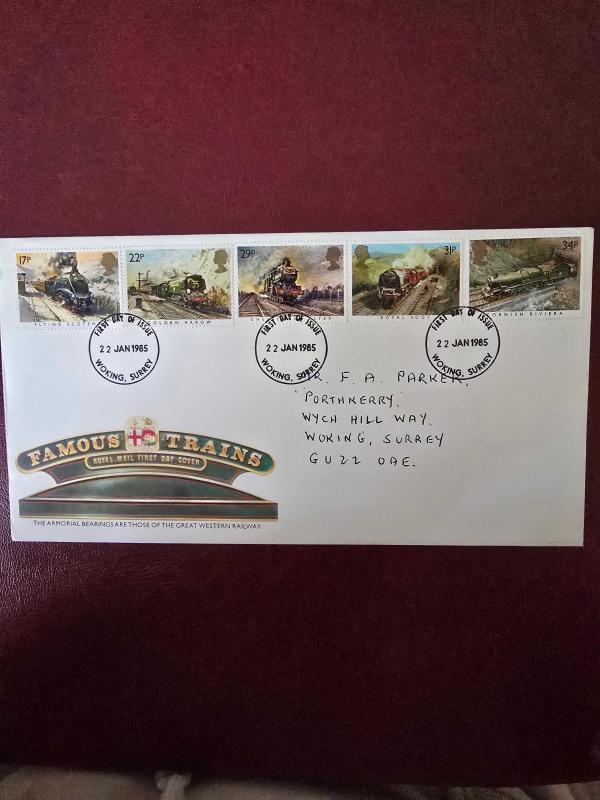 17P
22P
29P
31P
34P
FLYING SCOTS
GOLDEN ARROW
CHE
ROYAL SCOT
CORNISH RIVIERA
FIRST DAY OF ISSUE
22 JAN 1985
WOKING, SURREY
FIRST DAY OF ISSUE
22 JAN 1985
WOKING, SURREY
FIRST DAY OF ISSUE
22 JAN 1985
WOKING, SURREY
MR. F. A. PARKER.
'PORTHKERRY,'
WYCH HILL WAY.
WOKING, SURREY.
GU22 0AE.
FAMOUS TRAINS
ROYAL MAIL FIRST DAY COVER
THE ARMORIAL BEARINGS ARE THOSE OF THE GREAT WESTERN RAILWAY